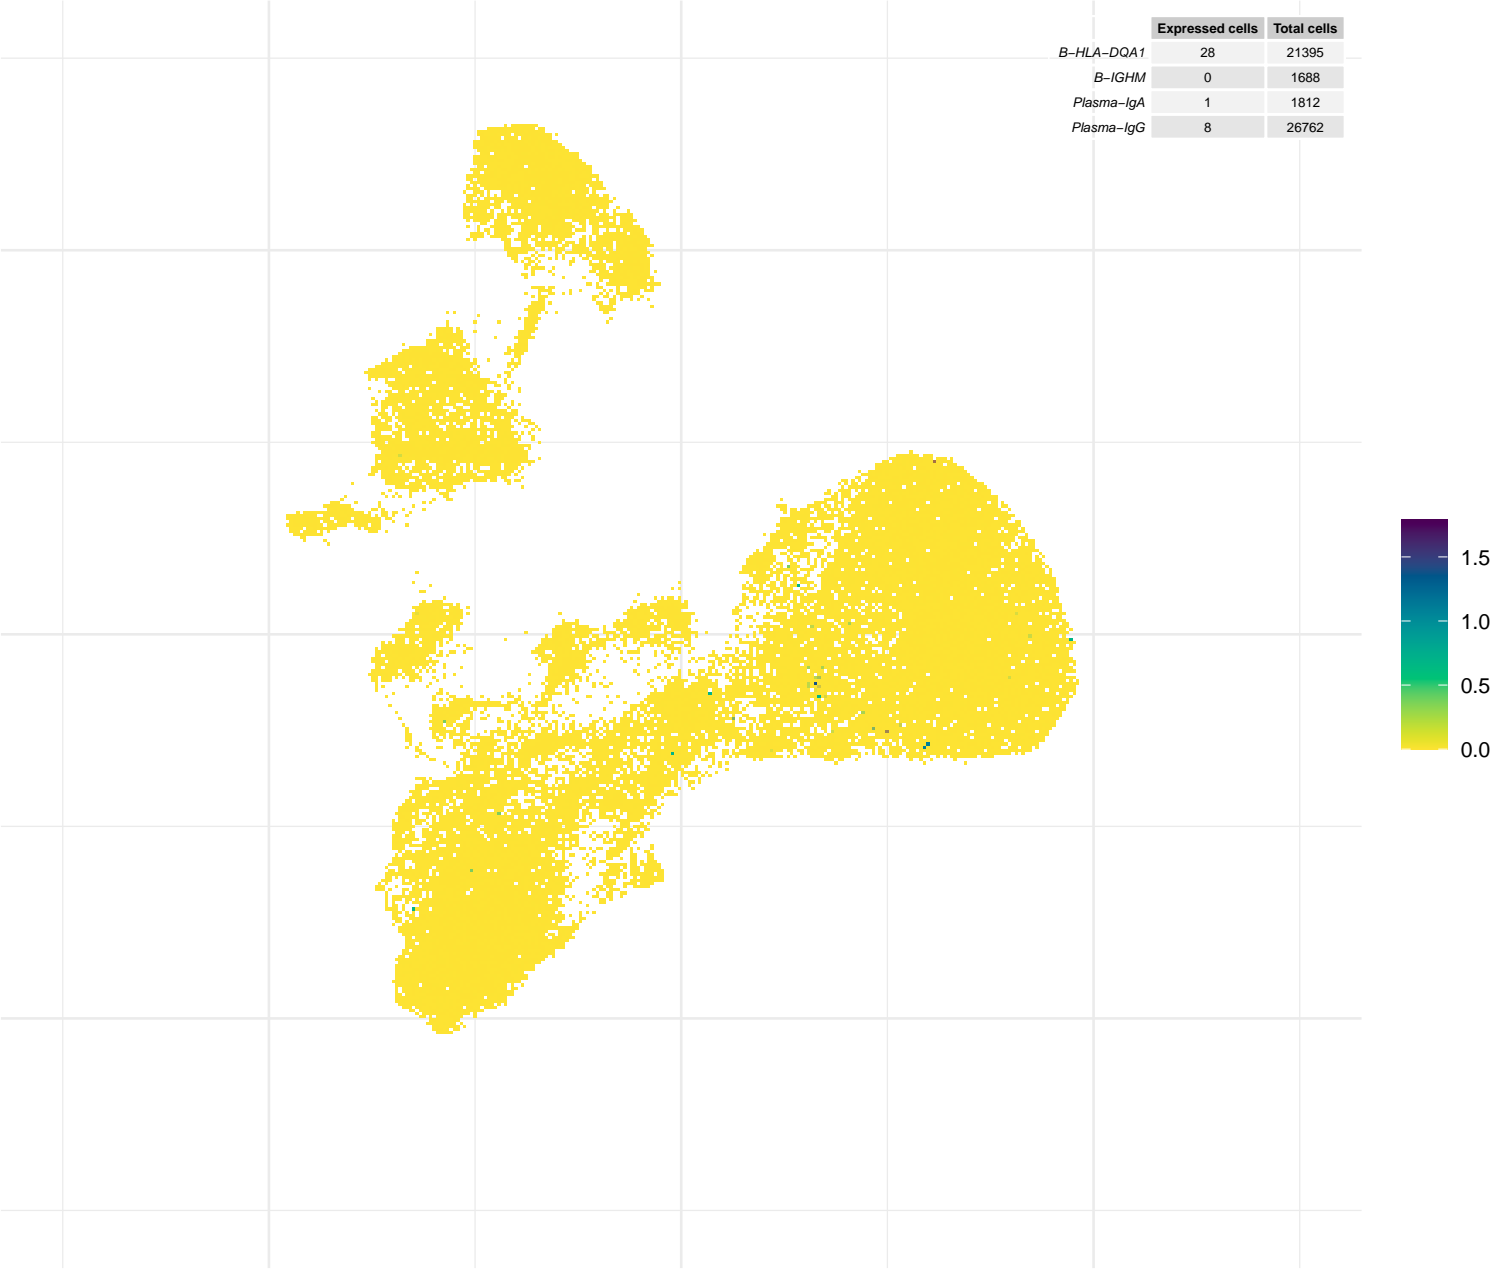 Expressed cells Total cells
B−HLA−DQA1 28 21395
B−IGHM 0 1688
Plasma−IgA 1 1812
Plasma−IgG 8 26762
1.5
1.0
0.5
0.0